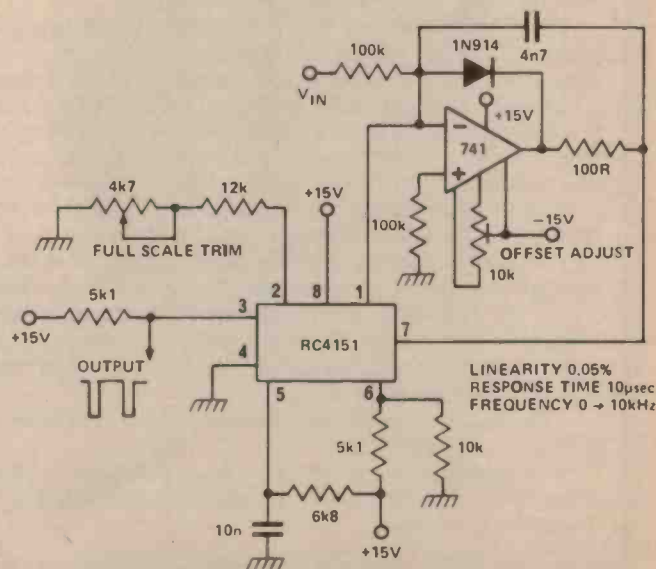 1N914
4n7
100k
V_IN
+15V
−
741
+
100R
4k7
12k
+15V
100k
−15V
FULL SCALE TRIM
OFFSET ADJUST
10k
2
8
1
5k1
3
+15V
RC4151
7
4
OUTPUT
LINEARITY 0.05%
RESPONSE TIME 10µsec
FREQUENCY 0 → 10kHz
5
6
5k1
10k
6k8
10n
+15V